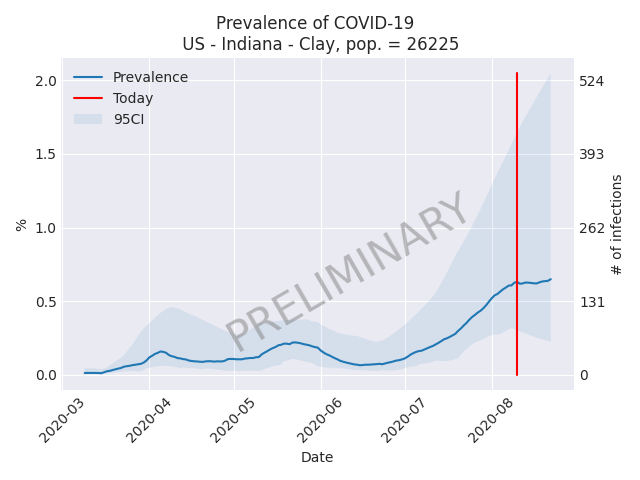 Prevalence of COVID-19
US - Indiana - Clay, pop. = 26225
Prevalence
Today
95CI
2.0
1.5
1.0
0.5
0.0
%
524
393
262
131
0
# of infections
PRELIMINARY
2020-03
2020-04
2020-05
2020-06
2020-07
2020-08
Date